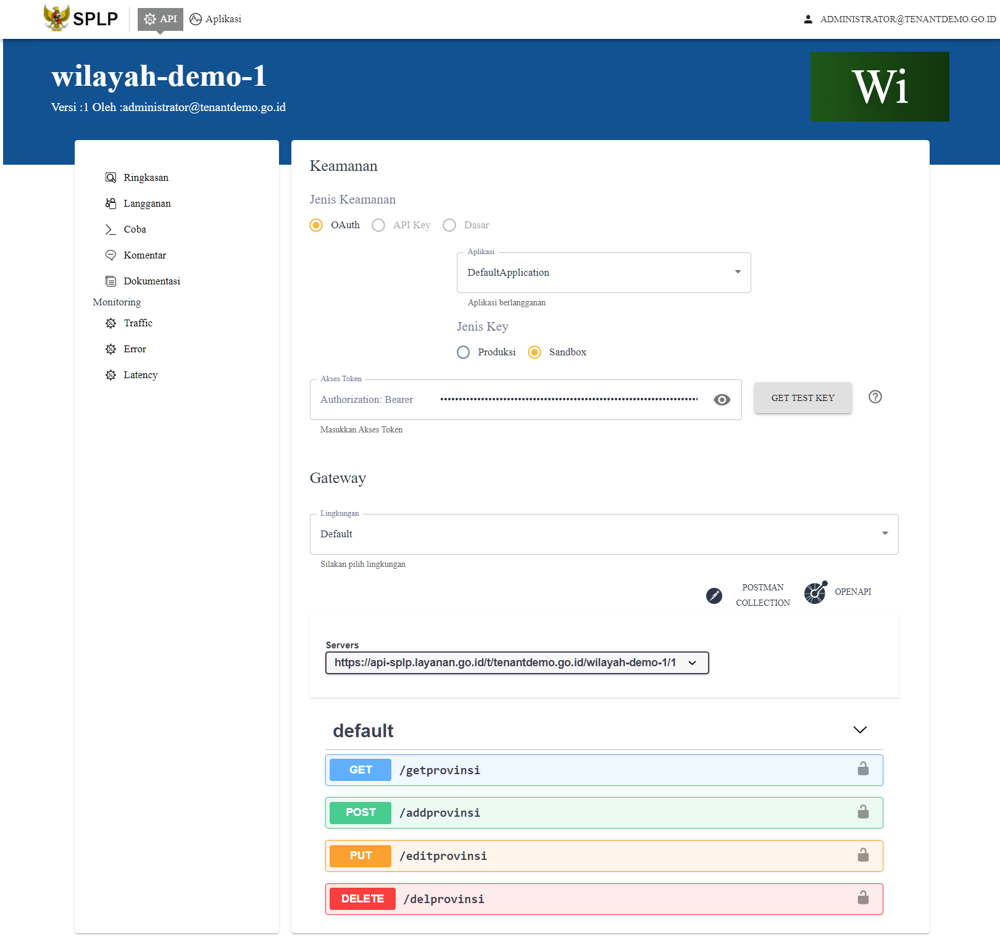 SPLP
API
Aplikasi
ADMINISTRATOR@TENANTDEMO.GO.ID
wilayah-demo-1
Versi :1 Oleh :administrator@tenantdemo.go.id
Wi
Ringkasan
Langganan
Coba
Komentar
Dokumentasi
Monitoring
Traffic
Error
Latency
Keamanan
Jenis Keamanan
OAuth
API Key
Dasar
Aplikasi
DefaultApplication
Aplikasi berlangganan
Jenis Key
Produksi
Sandbox
Akses Token
Authorization: Bearer
GET TEST KEY
Masukkan Akses Token
Gateway
Lingkungan
Default
Silakan pilih lingkungan
POSTMAN
COLLECTION
OPENAPI
Servers
https://api-splp.layanan.go.id/t/tenantdemo.go.id/wilayah-demo-1/1
default
GET /getprovinsi
POST /addprovinsi
PUT /editprovinsi
DELETE /delprovinsi